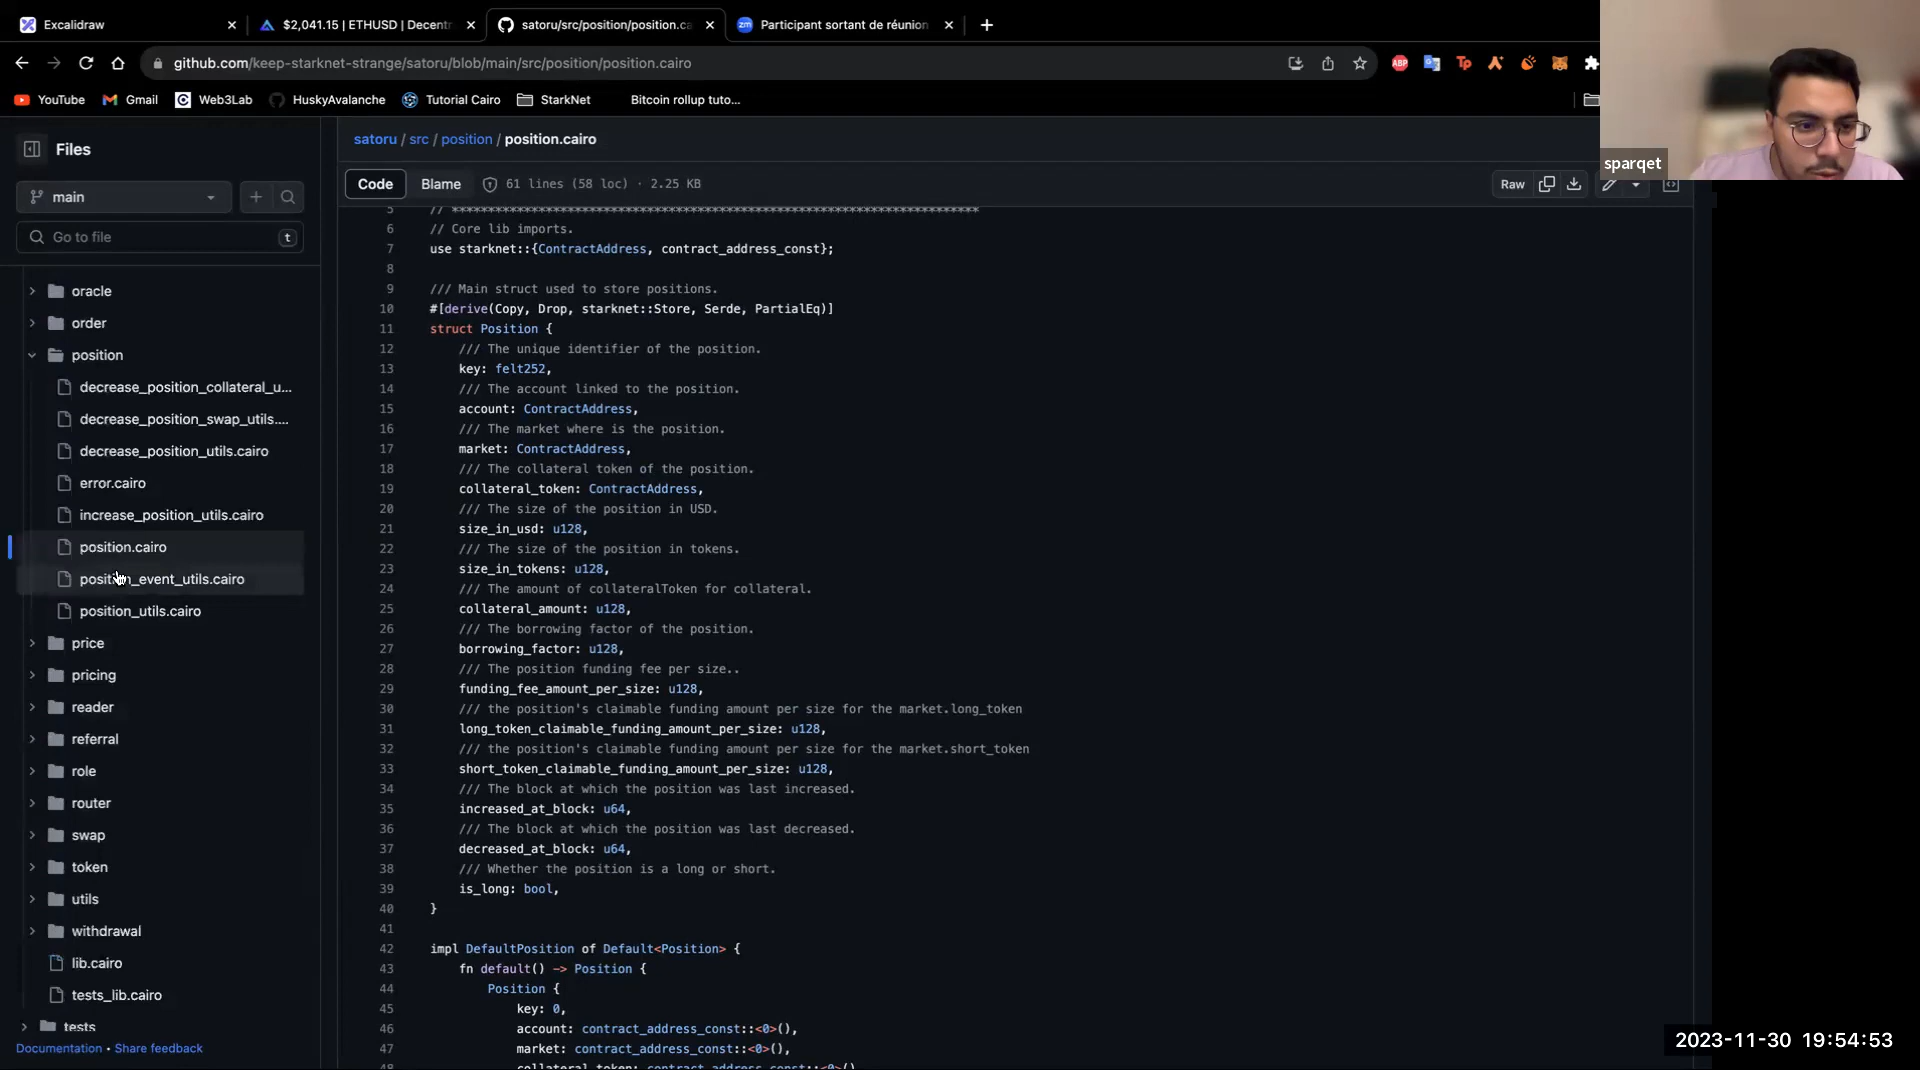 Excalidraw
$2,041.15 | ETHUSD | Decentr
satoru/src/position/position.ca
Participant sortant de réunion
github.com/keep-starknet-strange/satoru/blob/main/src/position/position.cairo
YouTube
Gmail
Web3Lab
HuskyAvalanche
Tutorial Cairo
StarkNet
Bitcoin rollup tuto...
sparqet
Files
main
Go to file
t
oracle
order
position
decrease_position_collateral_u...
decrease_position_swap_utils....
decrease_position_utils.cairo
error.cairo
increase_position_utils.cairo
position.cairo
position_event_utils.cairo
position_utils.cairo
price
pricing
reader
referral
role
router
swap
token
utils
withdrawal
lib.cairo
tests_lib.cairo
tests
Documentation • Share feedback
satoru / src / position / position.cairo
Code
Blame
61 lines (58 loc) · 2.25 KB
Raw
6 // Core lib imports.
7 use starknet::{ContractAddress, contract_address_const};
8
9 /// Main struct used to store positions.
10 #[derive(Copy, Drop, starknet::Store, Serde, PartialEq)]
11 struct Position {
12 /// The unique identifier of the position.
13 key: felt252,
14 /// The account linked to the position.
15 account: ContractAddress,
16 /// The market where is the position.
17 market: ContractAddress,
18 /// The collateral token of the position.
19 collateral_token: ContractAddress,
20 /// The size of the position in USD.
21 size_in_usd: u128,
22 /// The size of the position in tokens.
23 size_in_tokens: u128,
24 /// The amount of collateralToken for collateral.
25 collateral_amount: u128,
26 /// The borrowing factor of the position.
27 borrowing_factor: u128,
28 /// The position funding fee per size..
29 funding_fee_amount_per_size: u128,
30 /// the position's claimable funding amount per size for the market.long_token
31 long_token_claimable_funding_amount_per_size: u128,
32 /// the position's claimable funding amount per size for the market.short_token
33 short_token_claimable_funding_amount_per_size: u128,
34 /// The block at which the position was last increased.
35 increased_at_block: u64,
36 /// The block at which the position was last decreased.
37 decreased_at_block: u64,
38 /// Whether the position is a long or short.
39 is_long: bool,
40 }
41
42 impl DefaultPosition of Default<Position> {
43 fn default() -> Position {
44 Position {
45 key: 0,
46 account: contract_address_const::<0>(),
47 market: contract_address_const::<0>(),
48 collateral_token: contract_address_const::<0>()
2023-11-30 19:54:53